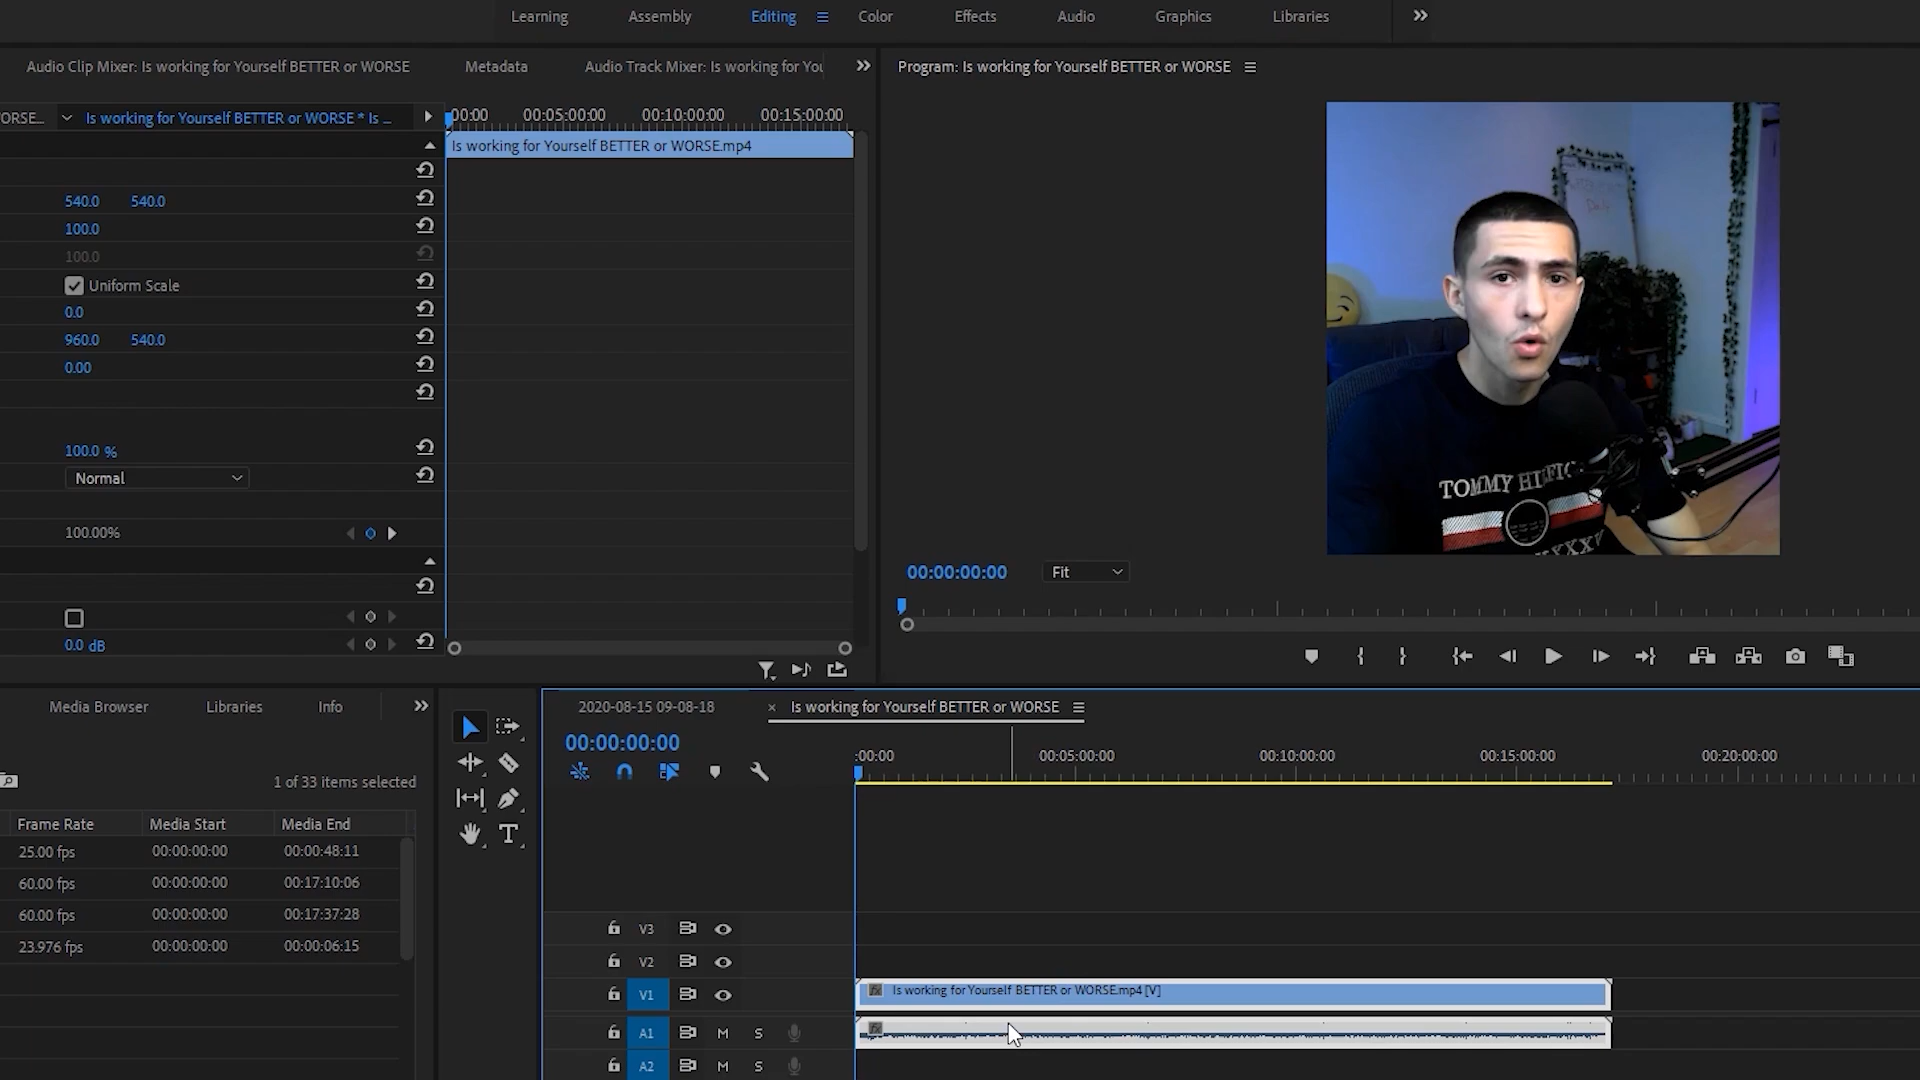 Learning Assembly Editing Color Effects Audio Graphics Libraries
Audio Clip Mixer: Is working for Yourself BETTER or WORSE Metadata Audio Track Mixer: Is working for You
Program: Is working for Yourself BETTER or WORSE
ORSE... Is working for Yourself BETTER or WORSE * Is ...
00:00 00:05:00:00 00:10:00:00 00:15:00:00
Is working for Yourself BETTER or WORSE.mp4
540.0 540.0
100.0
100.0
Uniform Scale
0.0
960.0 540.0
0.00
100.0 %
Normal
100.00%
0.0 dB
TOMMY HILFIG
XXXV
00:00:00:00 Fit
Media Browser Libraries Info
1 of 33 items selected
Frame Rate Media Start Media End
25.00 fps 00:00:00:00 00:00:48:11
60.00 fps 00:00:00:00 00:17:10:06
60.00 fps 00:00:00:00 00:17:37:28
23.976 fps 00:00:00:00 00:00:06:15
T
2020-08-15 09-08-18 × Is working for Yourself BETTER or WORSE
00:00:00:00
:00:00 00:05:00:00 00:10:00:00 00:15:00:00 00:20:00:00
V3
V2
V1
fx Is working for Yourself BETTER or WORSE.mp4 [V]
A1 M S
fx
A2 M S